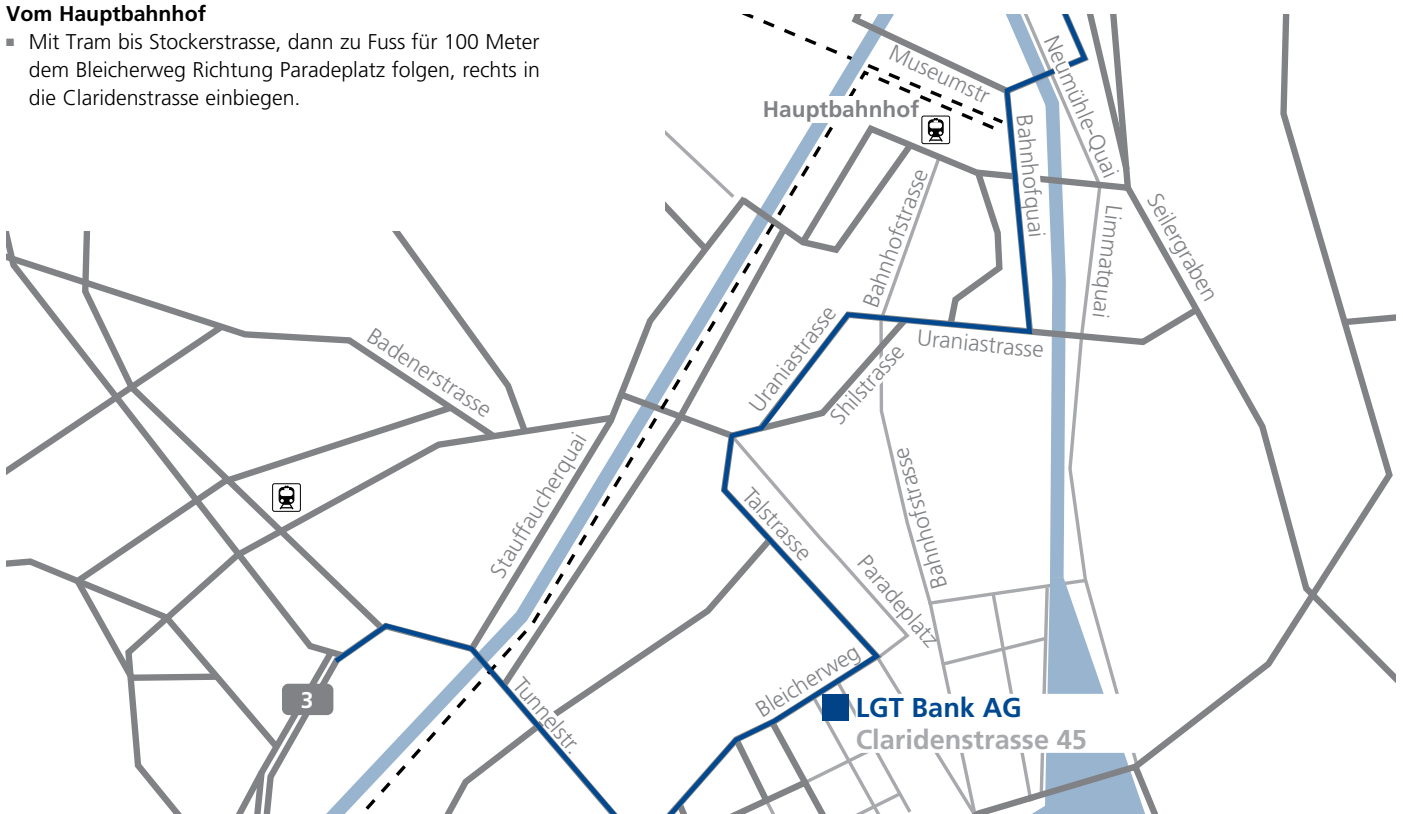 Vom Hauptbahnhof
▪ Mit Tram bis Stockerstrasse, dann zu Fuss für 100 Meter
dem Bleicherweg Richtung Paradeplatz folgen, rechts in
die Claridenstrasse einbiegen.
Museumstr
Neumühle-Quai
Hauptbahnhof
Bahnhofquai
Bahnhofstrasse
Limmatquai
Seilergraben
Uraniastrasse
Uraniastrasse
Shilstrasse
Badenerstrasse
Stauffaucherquai
Bahnhofstrasse
Talstrasse
Paradeplatz
Bleicherweg
Tunnelstr.
3
LGT Bank AG
Claridenstrasse 45